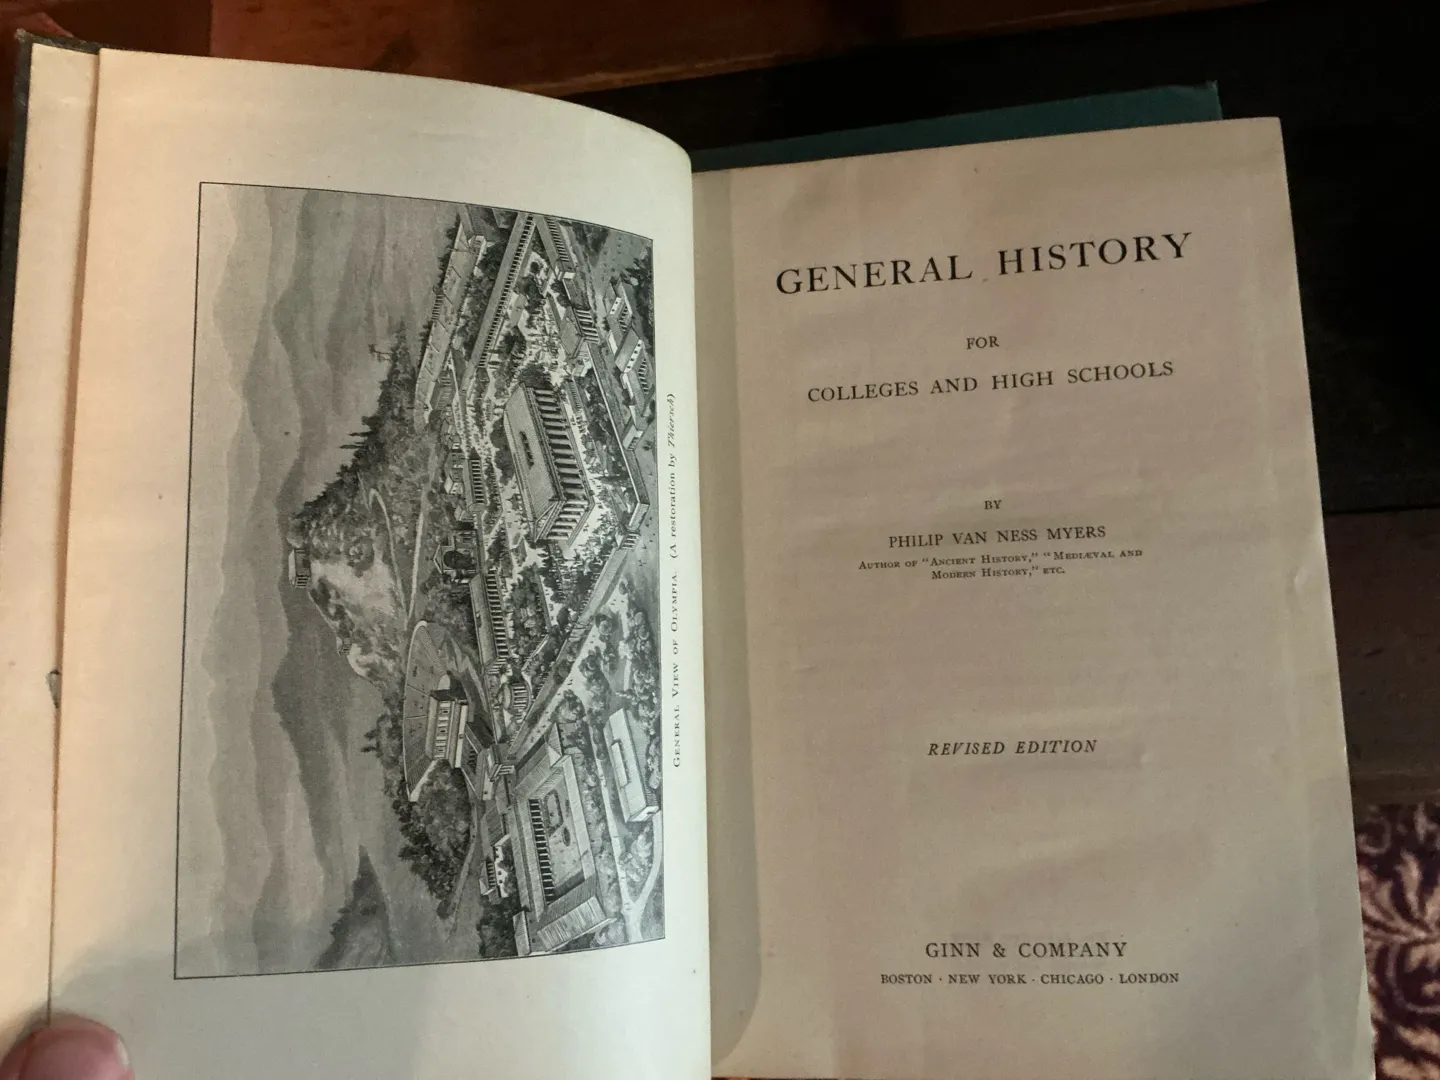 GENERAL VIEW OF OLYMPIA. (A restoration by Thiersch)
GENERAL HISTORY
FOR
COLLEGES AND HIGH SCHOOLS
BY
PHILIP VAN NESS MYERS
AUTHOR OF "ANCIENT HISTORY," "MEDIÆVAL AND
MODERN HISTORY," ETC.
REVISED EDITION
GINN & COMPANY
BOSTON · NEW YORK · CHICAGO · LONDON